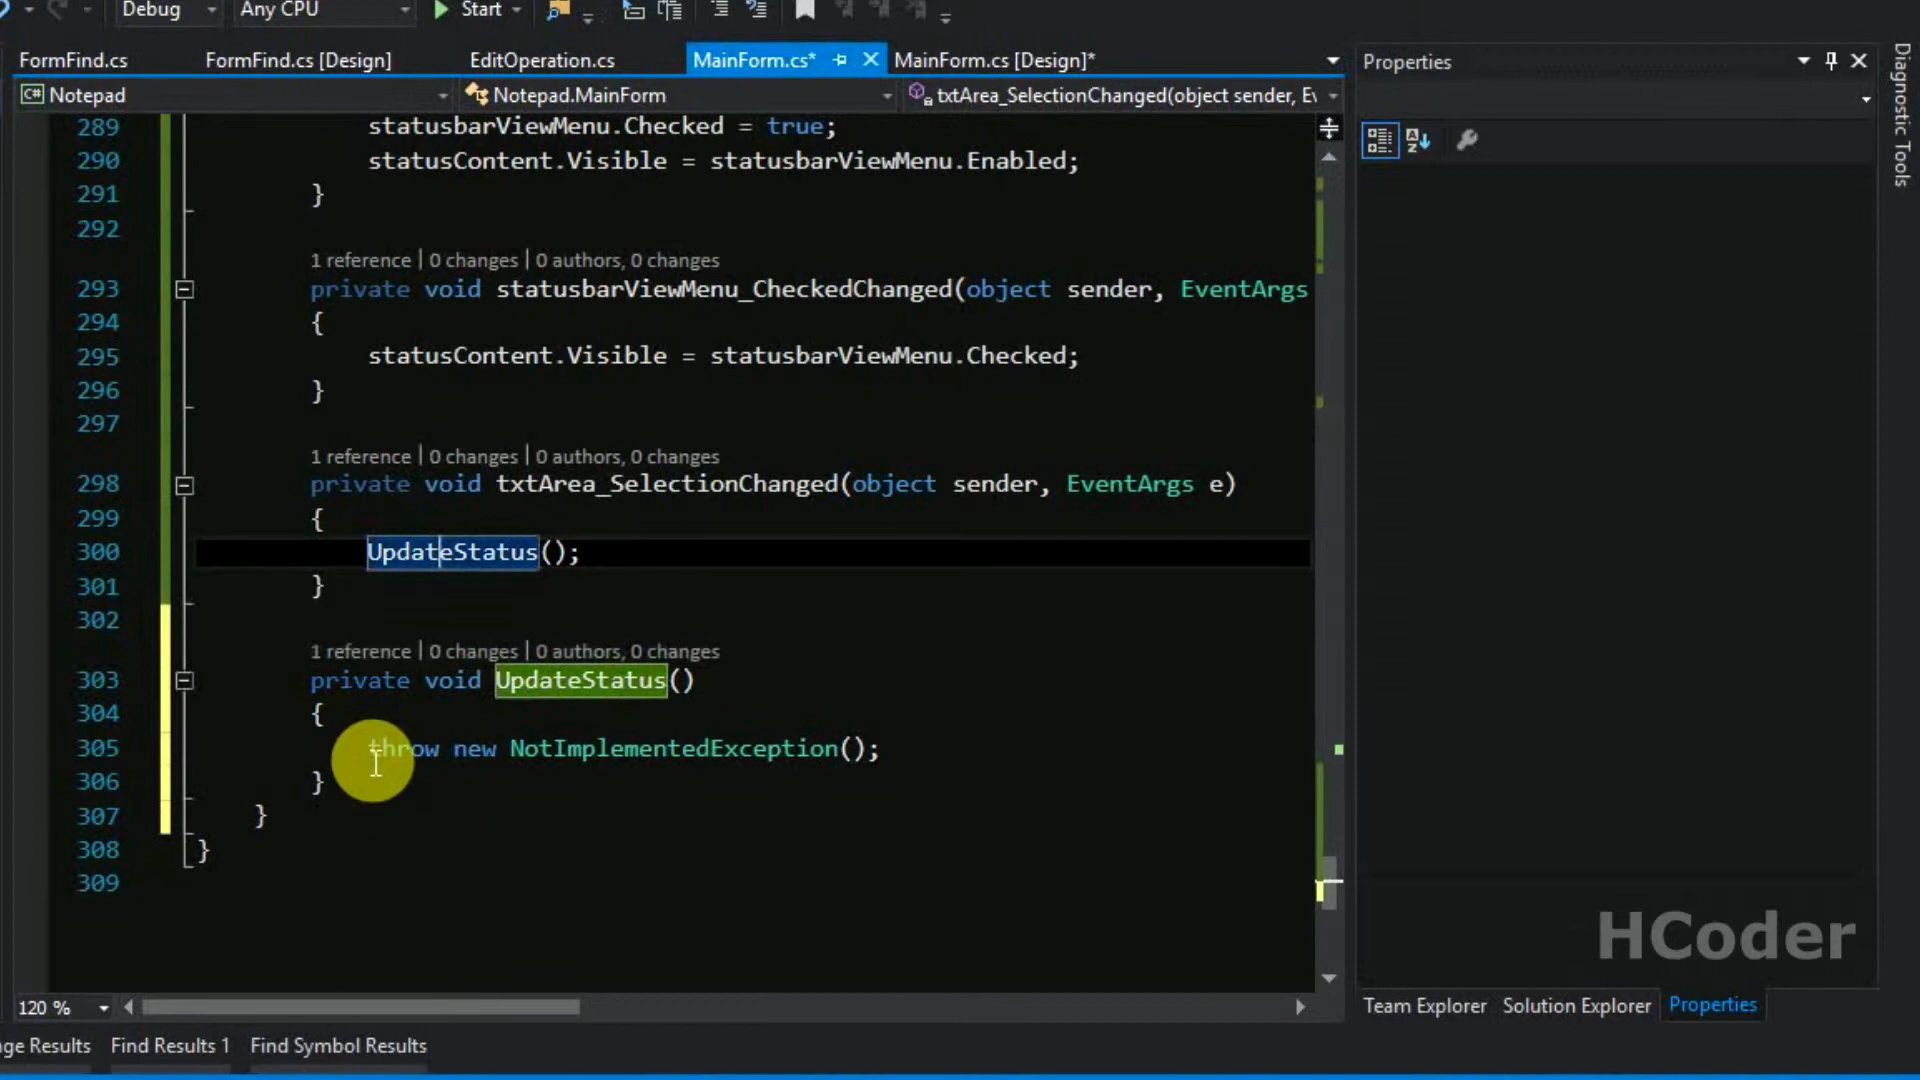 Debug Any CPU Start
FormFind.cs FormFind.cs [Design] EditOperation.cs MainForm.cs* MainForm.cs [Design]*
Properties
Diagnostic Tools
C# Notepad Notepad.MainForm txtArea_SelectionChanged(object sender, Ev
289 statusbarViewMenu.Checked = true;
290 statusContent.Visible = statusbarViewMenu.Enabled;
291 }
292
1 reference | 0 changes | 0 authors, 0 changes
293 private void statusbarViewMenu_CheckedChanged(object sender, EventArgs
294 {
295 statusContent.Visible = statusbarViewMenu.Checked;
296 }
297
1 reference | 0 changes | 0 authors, 0 changes
298 private void txtArea_SelectionChanged(object sender, EventArgs e)
299 {
300 UpdateStatus();
301 }
302
1 reference | 0 changes | 0 authors, 0 changes
303 private void UpdateStatus()
304 {
305 throw new NotImplementedException();
306 }
307 }
308 }
309
HCoder
120 %
Team Explorer Solution Explorer Properties
nge Results Find Results 1 Find Symbol Results